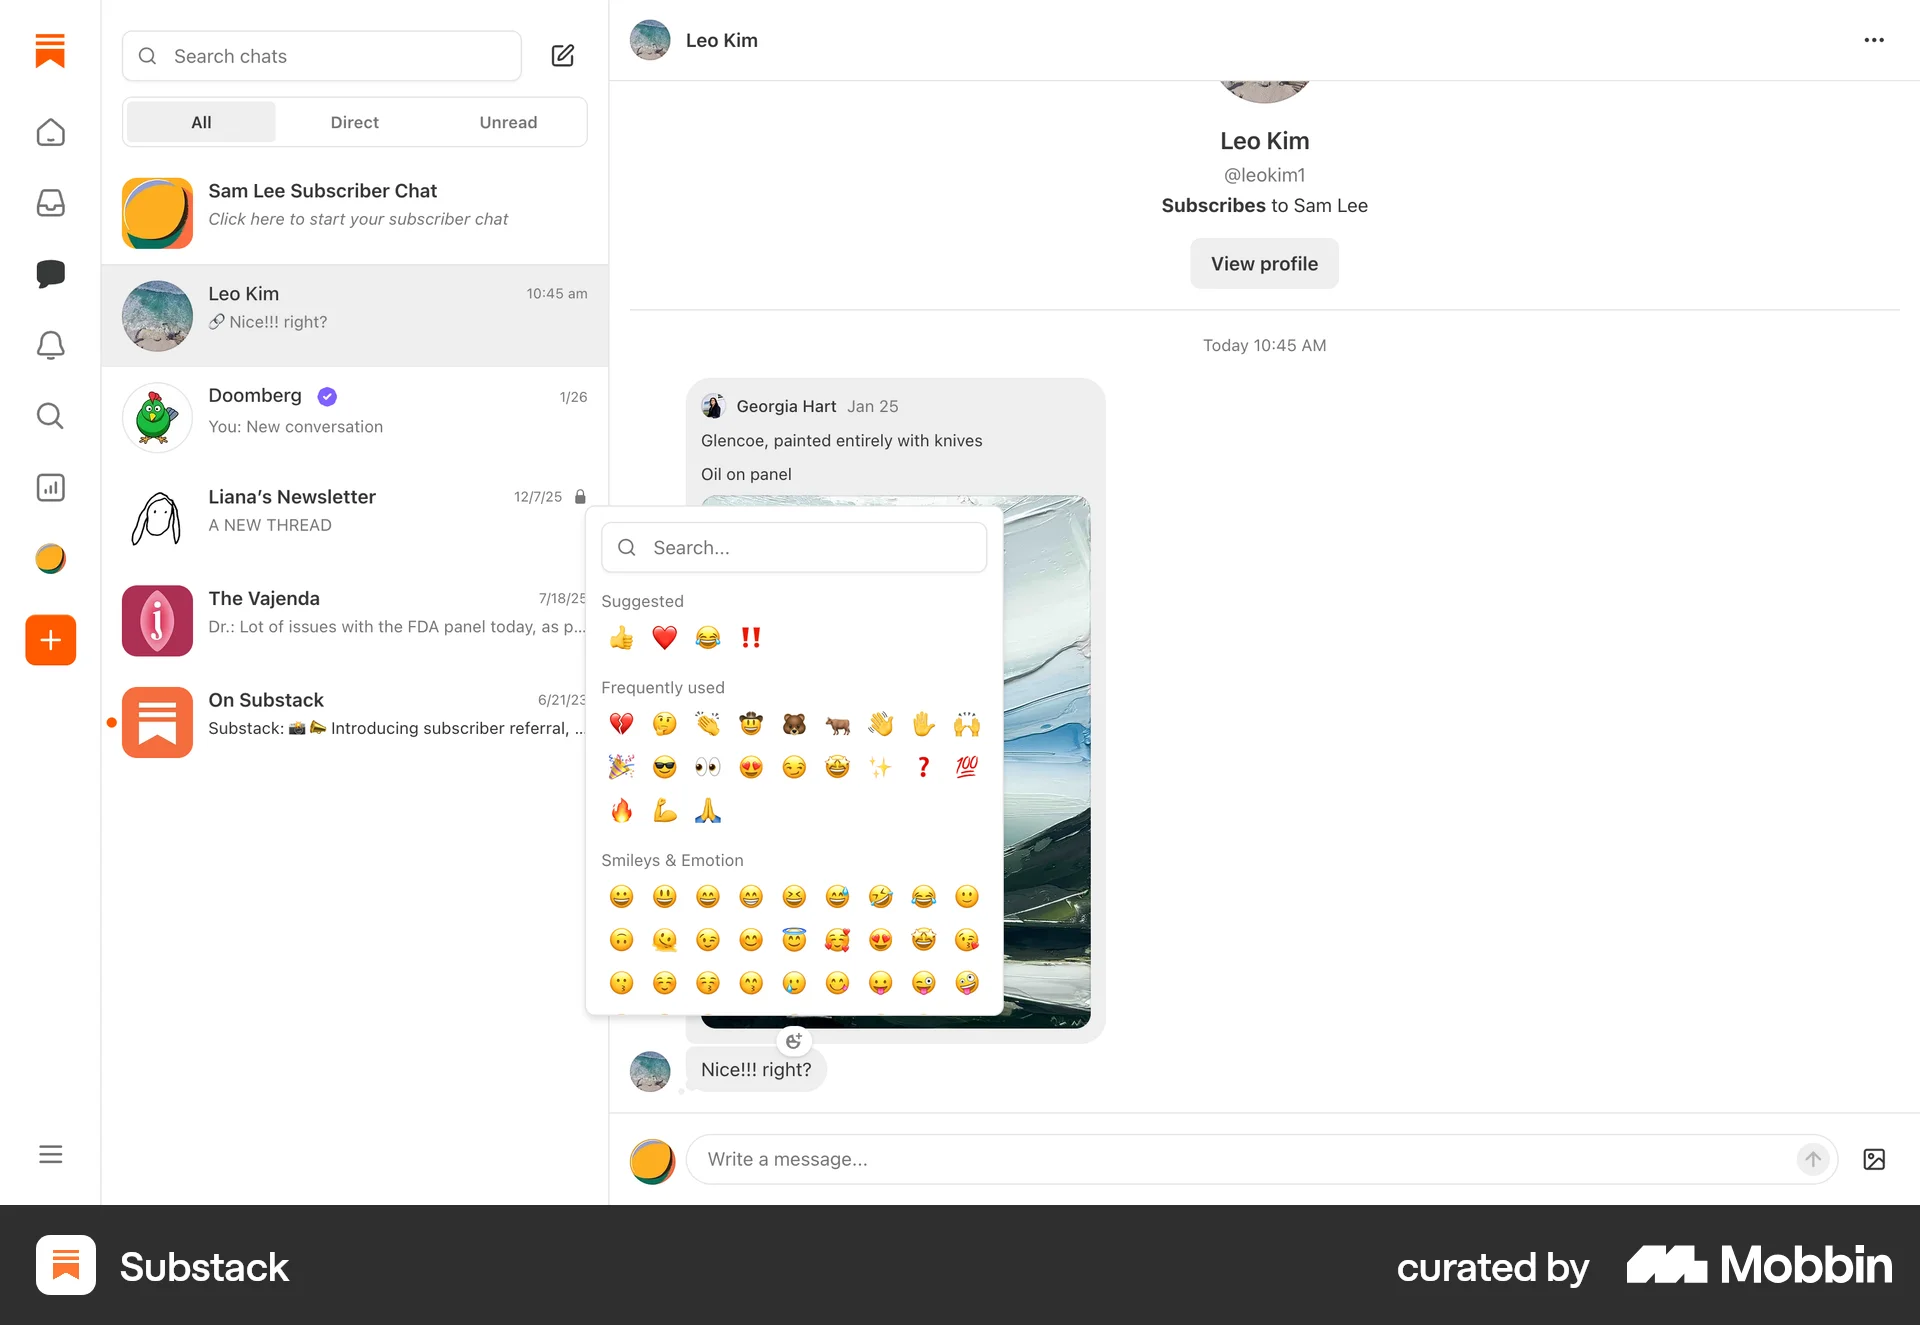 Search chats
All
Direct
Unread
Sam Lee Subscriber Chat
Click here to start your subscriber chat
Leo Kim
10:45 am
Nice!!! right?
Doomberg
1/26
You: New conversation
Liana’s Newsletter
12/7/25
A NEW THREAD
The Vajenda
7/18/25
Dr.: Lot of issues with the FDA panel today, as p...
On Substack
6/21/23
Substack: 📸 📣 Introducing subscriber referral, ...
Leo Kim
Leo Kim
@leokim1
Subscribes to Sam Lee
View profile
Today 10:45 AM
Georgia Hart Jan 25
Glencoe, painted entirely with knives
Oil on panel
Search...
Suggested
Frequently used
Smileys & Emotion
Nice!!! right?
Write a message...
Substack
curated by
Mobbin